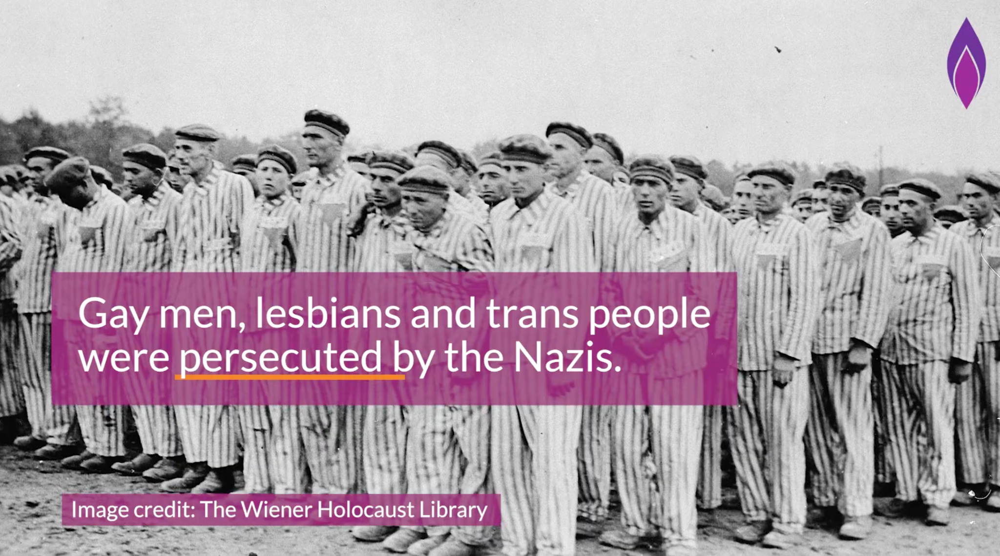 Gay men, lesbians and trans people
were persecuted by the Nazis.
Image credit: The Wiener Holocaust Library